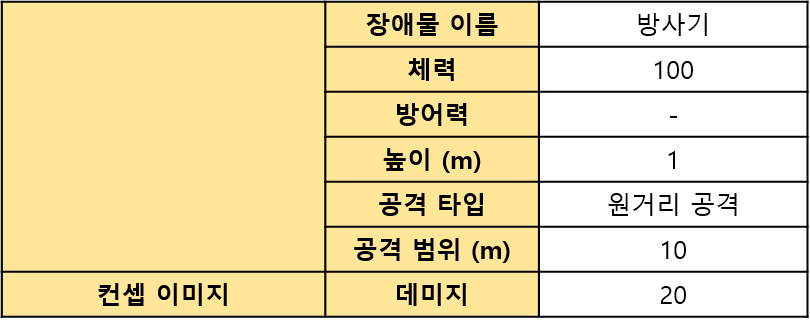 장애물 이름 방사기
체력 100
방어력 -
높이 (m) 1
공격 타입 원거리 공격
공격 범위 (m) 10
컨셉 이미지 데미지 20